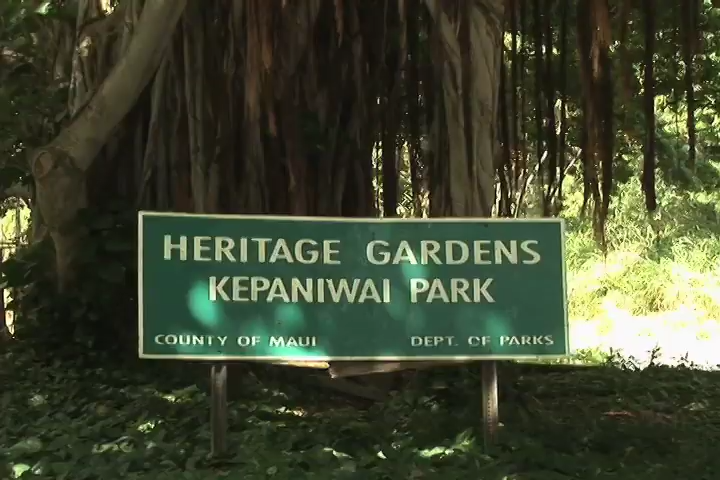 HERITAGE GARDENS
KEPANIWAI PARK
COUNTY OF MAUI DEPT. OF PARKS